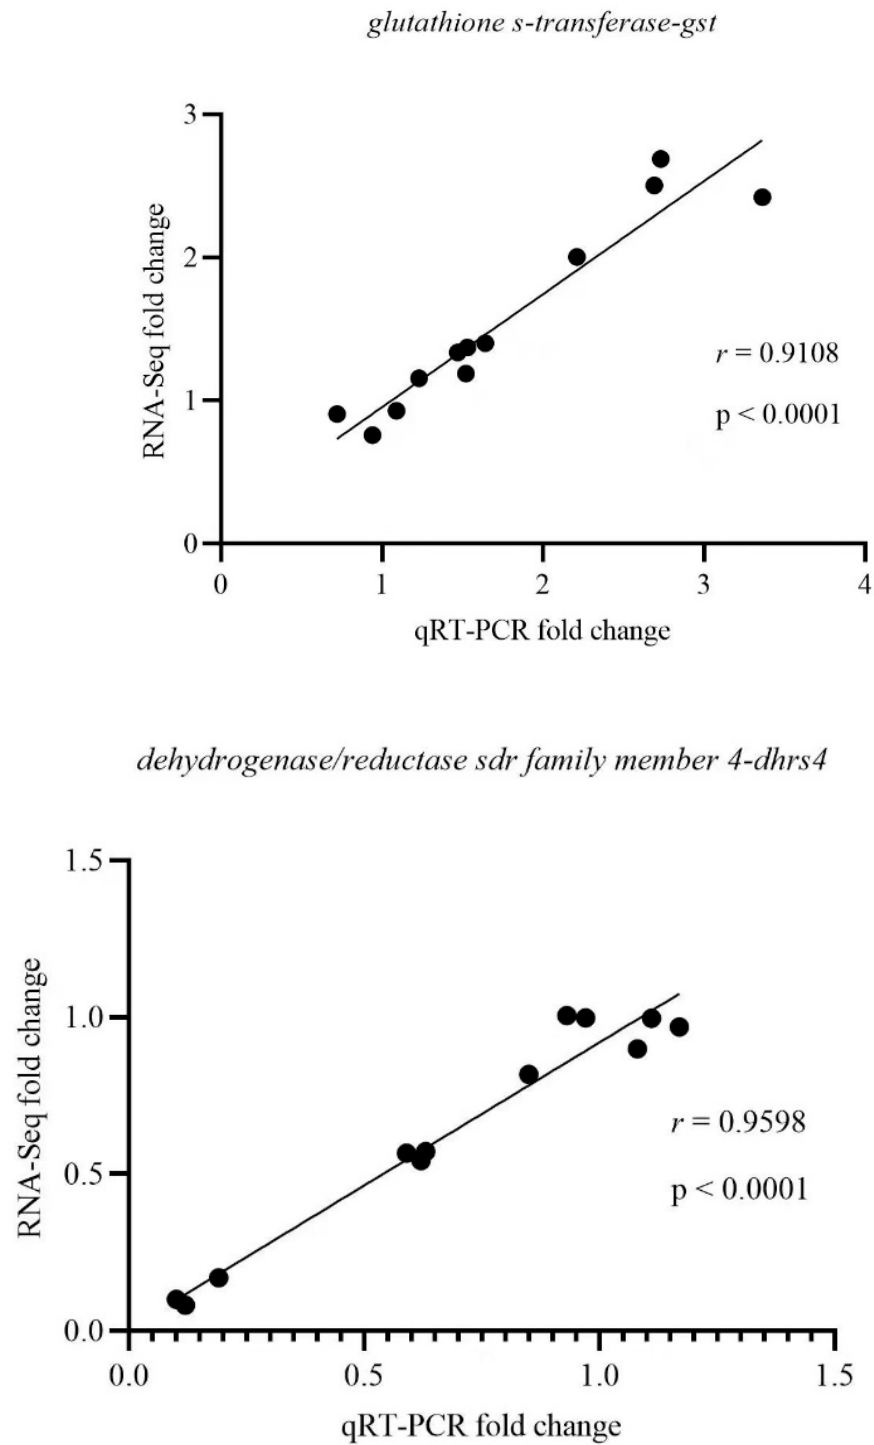 glutathione s-transferase-gst
3
2
1
0
RNA-Seq fold change
r = 0.9108
p < 0.0001
0 1 2 3 4
qRT-PCR fold change
dehydrogenase/reductase sdr family member 4-dhrs4
1.5
1.0
0.5
0.0
RNA-Seq fold change
r = 0.9598
p < 0.0001
0.0 0.5 1.0 1.5
qRT-PCR fold change